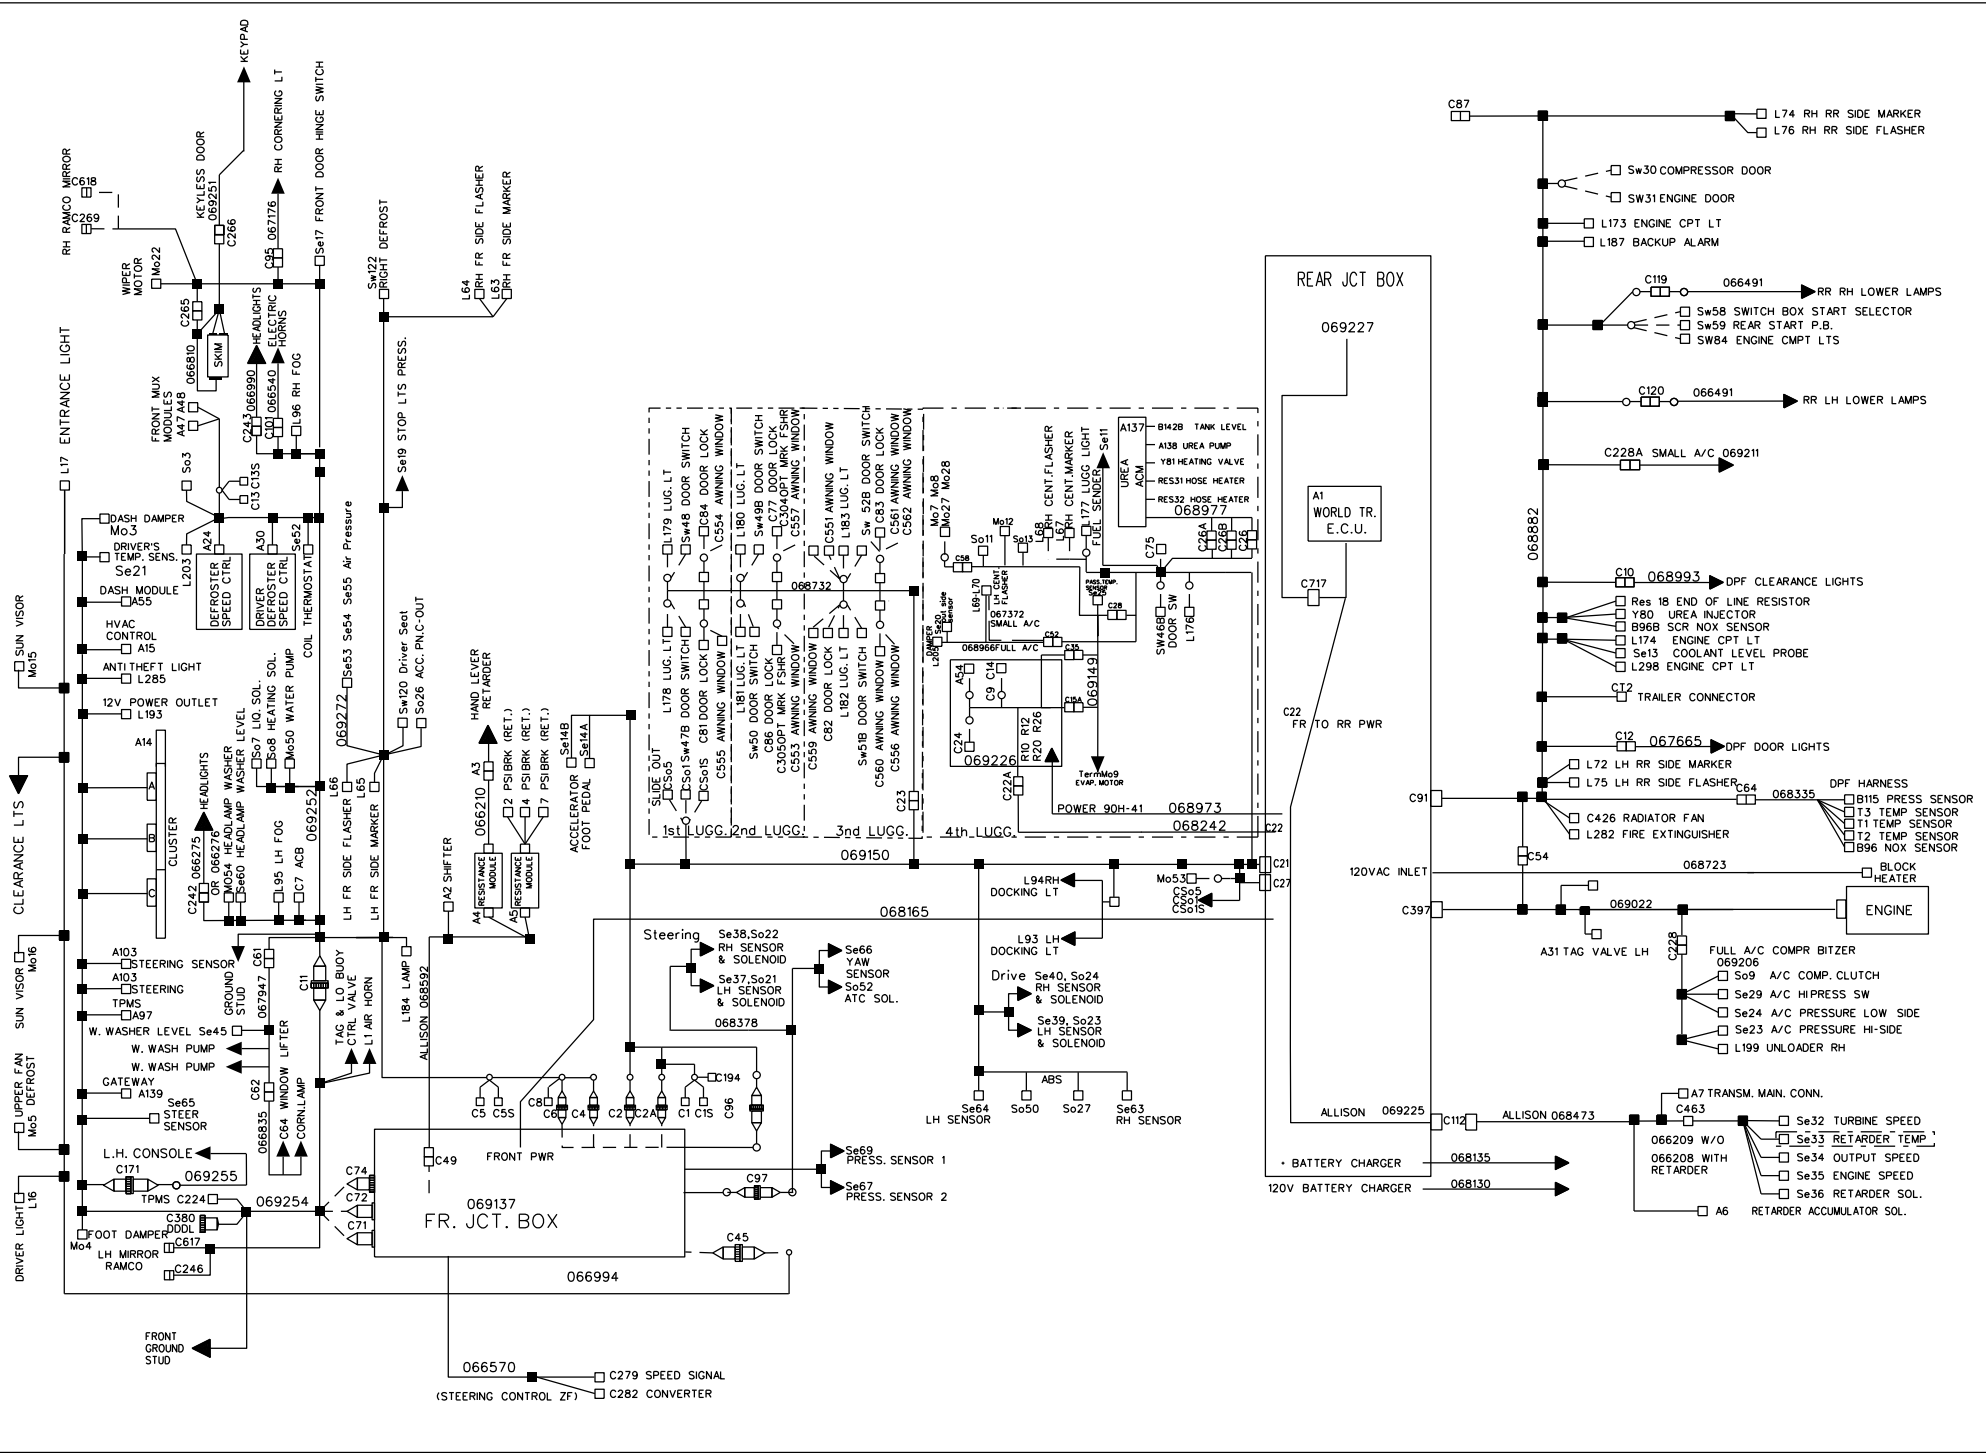 KEYPAD
RH RAMCO MIRROR
C618
C269
KEYLESS DOOR
069251
C266
RH CORNERING LT
C95 067176
Se17 FRONT DOOR HINGE SWITCH
WIPER MOTOR
Mo22
C265
066810
SKIM
FRONT MUX MODULES
A47 A48
HEADLIGHTS
C243 066990
ELECTRIC HORNS
C101 066540
L96 RH FOG
Sw122 RIGHT DEFROST
L64 RH FR SIDE FLASHER
L63 RH FR SIDE MARKER
Se19 STOP LTS PRESS.
L17 ENTRANCE LIGHT
So3
C13 C13S
DASH DAMPER
Mo3
DRIVER'S TEMP. SENS.
Se21
DASH MODULE
A55
HVAC CONTROL
A15
ANTITHEFT LIGHT
L285
12V POWER OUTLET
L193
L203
A24
DEFROSTER SPEED CTRL
A30
DRIVER DEFROSTER SPEED CTRL
Se52
COIL THERMOSTAT
Mo15 SUN VISOR
CLEARANCE LTS
Mo16 SUN VISOR
Mo5 UPPER FAN DEFROST
DRIVER LIGHT L16
A14
A
B
C
CLUSTER
HEADLIGHTS
C242 066275 OR 066276
MO54 HEADLAMP WASHER
Se60 HEADLAMP WASHER LEVEL
So7 LIQ. SOL.
So8 HEATING SOL.
Mo50 WATER PUMP
L95 LH FOG
C7 ACB
069252
069272
Se53 Se54 Se55 Air Pressure
Sw120 Driver Seat
So26 ACC. PN.C-OUT
L66
LH FR SIDE FLASHER
L65
LH FR SIDE MARKER
HAND LEVER RETARDER
A3
066210
2 PSIBRK (RET.)
4 PSIBRK (RET.)
7 PSIBRK (RET.)
RESISTANCE MODULE
A4
RESISTANCE MODULE
A5
A2 SHIFTER
ACCELERATOR FOOT PEDAL
Se14B
Se14A
A103
STEERING SENSOR
A103
STEERING
TPMS
A97
W. WASHER LEVEL Se45
W. WASH PUMP
W. WASH PUMP
GATEWAY
A139
Se65
STEER SENSOR
GROUND STUD
C61
067947
C62
066835
C64 WINDOW LIFTER
CORN.LAMP
C11
TAG & LO BUOY CTRL VALVE
L1 AIR HORN
L184 LAMP
ALLISON 068592
L.H. CONSOLE
C171
069255
TPMS C224
069254
C380
DDDL
FOOT DAMPER
Mo4
C617
LH MIRROR RAMCO
C246
FRONT GROUND STUD
C74
C72
C71
C49
FRONT PWR
069137
FR. JCT. BOX
066994
066570
(STEERING CONTROL ZF)
C279 SPEED SIGNAL
C282 CONVERTER
C5
C5S
C8
C6
C4
C2
C2A
C1
C1S
C194
C96
C97
C45
Se69
PRESS. SENSOR 1
Se67
PRESS. SENSOR 2
Steering
Se38,So22
RH SENSOR & SOLENOID
Se37,So21
LH SENSOR & SOLENOID
068378
Se66
YAW SENSOR
So52
ATC SOL.
068165
069150
SLIDE OUT
L179 LUG. LT
Sw48 DOOR SWITCH
C84 DOOR LOCK
C554 AWNING WINDOW
L178 LUG. LT
Sw47B DOOR SWITCH
C81 DOOR LOCK
C555 AWNING WINDOW
CSo5
CSo1
CSo1S
1st LUGG.
L180 LUG. LT
Sw49B DOOR SWITCH
C77 DOOR LOCK
C304OPT MRK FSHR
C557 AWNING WINDOW
L181 LUG. LT
Sw50 DOOR SWITCH
C86 DOOR LOCK
C305OPT MRK FSHR
C553 AWNING WINDOW
2nd LUGG.
C551 AWNING WINDOW
L183 LUG. LT
Sw 52B DOOR SWITCH
C83 DOOR LOCK
C561 AWNING WINDOW
C562 AWNING WINDOW
068732
C559 AWNING WINDOW
C82 DOOR LOCK
L182 LUG. LT
Sw51B DOOR SWITCH
C560 AWNING WINDOW
C556 AWNING WINDOW
3nd LUGG.
C23
Mo7 Mo8
Mo27 Mo28
C58
So11
Mo12
So13
L68
RH CENT.FLASHER
L67
RH CENT.MARKER
L177 LUGG LIGHT
FUEL SENDER
Se11
L69-L70
LH CENT. FLASHER
067372
SMALL A/C
Se20
out side sensor
DAMPER
L205
068966FULL A/C
C52
C28
PASS.TEMP. SENSOR
C35
C15A
069149
A54
C9
C14
C24
R10 R12
R20 R26
069226
C22A
TermMo9
EVAP. MOTOR
POWER 90H-41
068973
068242
C22
4th LUGG.
A137
UREA ACM
B142B TANK LEVEL
A138 UREA PUMP
Y81 HEATING VALVE
RES31 HOSE HEATER
RES32 HOSE HEATER
068977
C75
C26A
C26B
C26
SW46B
DOOR SW
L176
C21
C27
Mo53
CSo5
CSo1
CSo1S
L94RH
DOCKING LT
L93 LH
DOCKING LT
Drive
Se40, So24
RH SENSOR & SOLENOID
Se39, So23
LH SENSOR & SOLENOID
ABS
Se64
LH SENSOR
So50
So27
Se63
RH SENSOR
REAR JCT BOX
069227
A1
WORLD TR.
E.C.U.
C717
C22
FR TO RR PWR
C91
120VAC INLET
C397
ALLISON 069225
C112
• BATTERY CHARGER
068135
120V BATTERY CHARGER
068130
C87
L74 RH RR SIDE MARKER
L76 RH RR SIDE FLASHER
Sw30 COMPRESSOR DOOR
SW31 ENGINE DOOR
L173 ENGINE CPT LT
L187 BACKUP ALARM
C119
066491
RR RH LOWER LAMPS
Sw58 SWITCH BOX START SELECTOR
Sw59 REAR START P.B.
SW84 ENGINE CMPT LTS
C120
066491
RR LH LOWER LAMPS
C228A SMALL A/C 069211
068882
C10 068993
DPF CLEARANCE LIGHTS
Res 18 END OF LINE RESISTOR
Y80 UREA INJECTOR
B96B SCR NOX SENSOR
L174 ENGINE CPT LT
Se13 COOLANT LEVEL PROBE
L298 ENGINE CPT LT
CT2
TRAILER CONNECTOR
C12
067665
DPF DOOR LIGHTS
L72 LH RR SIDE MARKER
L75 LH RR SIDE FLASHER
C64
068335
DPF HARNESS
B115 PRESS SENSOR
T3 TEMP SENSOR
T1 TEMP SENSOR
T2 TEMP SENSOR
B96 NOX SENSOR
C426 RADIATOR FAN
L282 FIRE EXTINGUISHER
C54
068723
BLOCK HEATER
069022
ENGINE
A31 TAG VALVE LH
C228
FULL A/C COMPR BITZER
069206
So9 A/C COMP. CLUTCH
Se29 A/C HIPRESS SW
Se24 A/C PRESSURE LOW SIDE
Se23 A/C PRESSURE HI-SIDE
L199 UNLOADER RH
ALLISON 068473
A7 TRANSM. MAIN. CONN.
C463
066209 W/O
066208 WITH RETARDER
Se32 TURBINE SPEED
Se33 RETARDER TEMP
Se34 OUTPUT SPEED
Se35 ENGINE SPEED
Se36 RETARDER SOL.
A6
RETARDER ACCUMULATOR SOL.